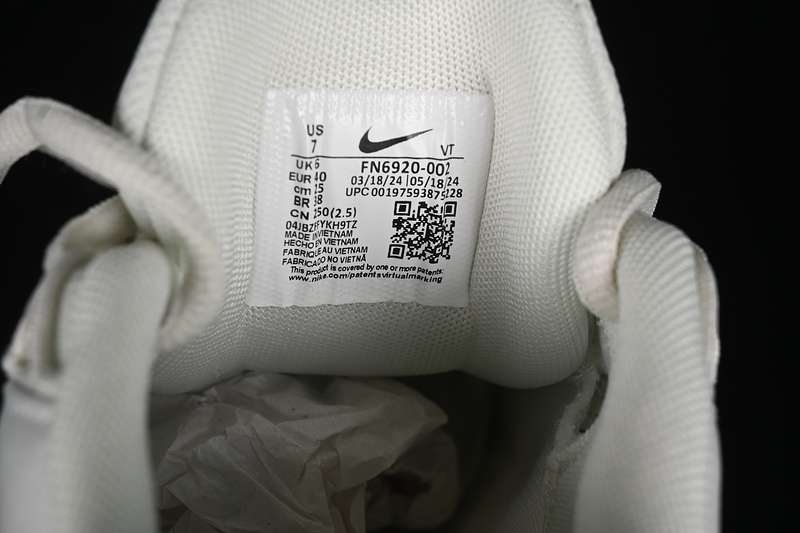 US
7
VT
UK 6
EUR 40
cm 25
BR 38
CN 250(2.5)
FN6920-002
03/18/24 05/18/24
UPC 00197593875128
MADE IN VIETNAM
HECHO EN VIETNAM
FABRIQUE AU VIETNAM
FABRICADO NO VIETNÃ
This product is covered by one or more patents:
www.nike.com/patentsvirtualmarking